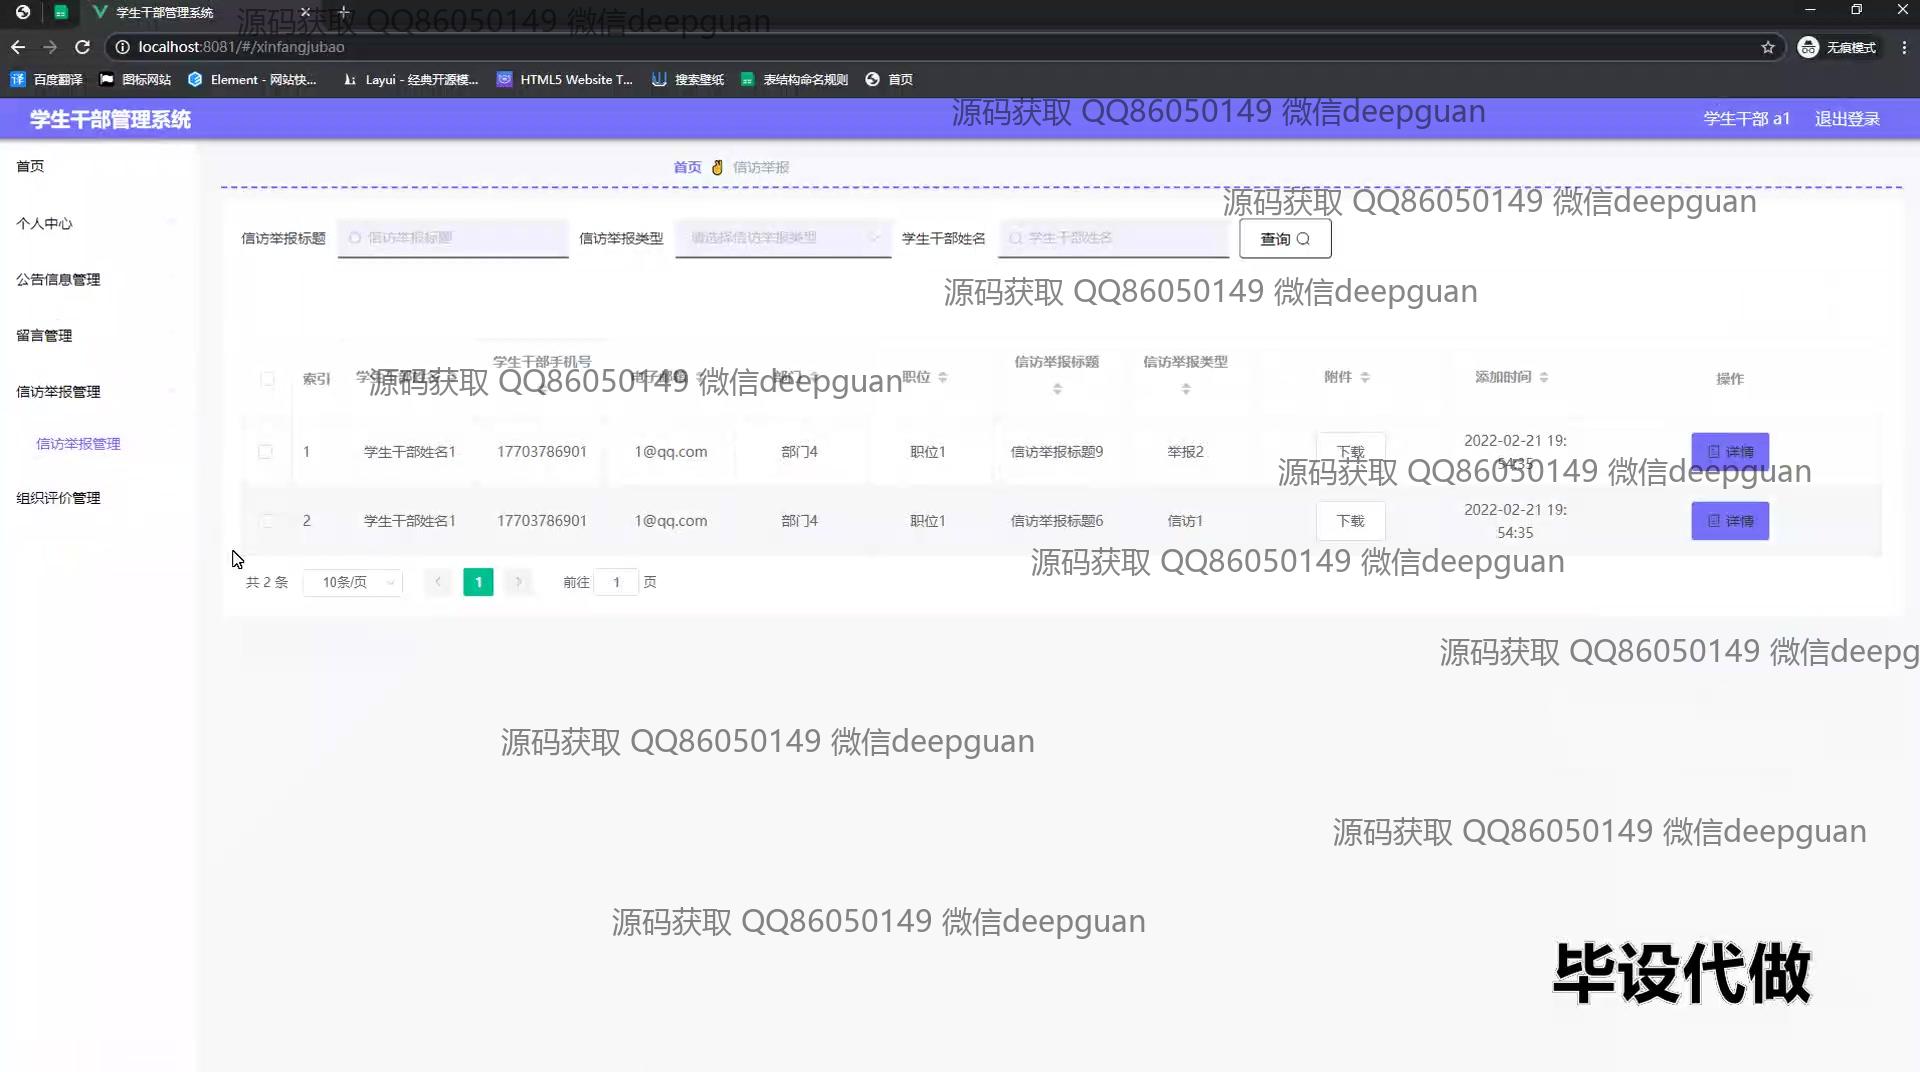 学生干部管理系统
源码获取 QQ86050149 微信deepguan
localhost:8081/#/xinfangjubao
无痕模式
百度翻译 图标网站 Element - 网站快... Layui - 经典开源模... HTML5 Website T... 搜索壁纸 表结构命名规则 首页
学生干部管理系统
源码获取 QQ86050149 微信deepguan
学生干部 a1 退出登录
首页
个人中心
公告信息管理
留言管理
信访举报管理
信访举报管理
组织评价管理
首页 信访举报
源码获取 QQ86050149 微信deepguan
信访举报标题 信访举报标题 信访举报类型 请选择信访举报类型 学生干部姓名 学生干部姓名 查询
源码获取 QQ86050149 微信deepguan
索引 学生干部姓名 学生干部手机号 电子邮箱 部门 职位 信访举报标题 信访举报类型 附件 添加时间 操作
源码获取 QQ86050149 微信deepguan
1 学生干部姓名1 17703786901 1@qq.com 部门4 职位1 信访举报标题9 举报2 下载 2022-02-21 19:54:35 详情
源码获取 QQ86050149 微信deepguan
2 学生干部姓名1 17703786901 1@qq.com 部门4 职位1 信访举报标题6 信访1 下载 2022-02-21 19:54:35 详情
源码获取 QQ86050149 微信deepguan
共 2 条 10条/页 1 前往 1 页
源码获取 QQ86050149 微信deepg
源码获取 QQ86050149 微信deepguan
源码获取 QQ86050149 微信deepguan
源码获取 QQ86050149 微信deepguan
毕设代做